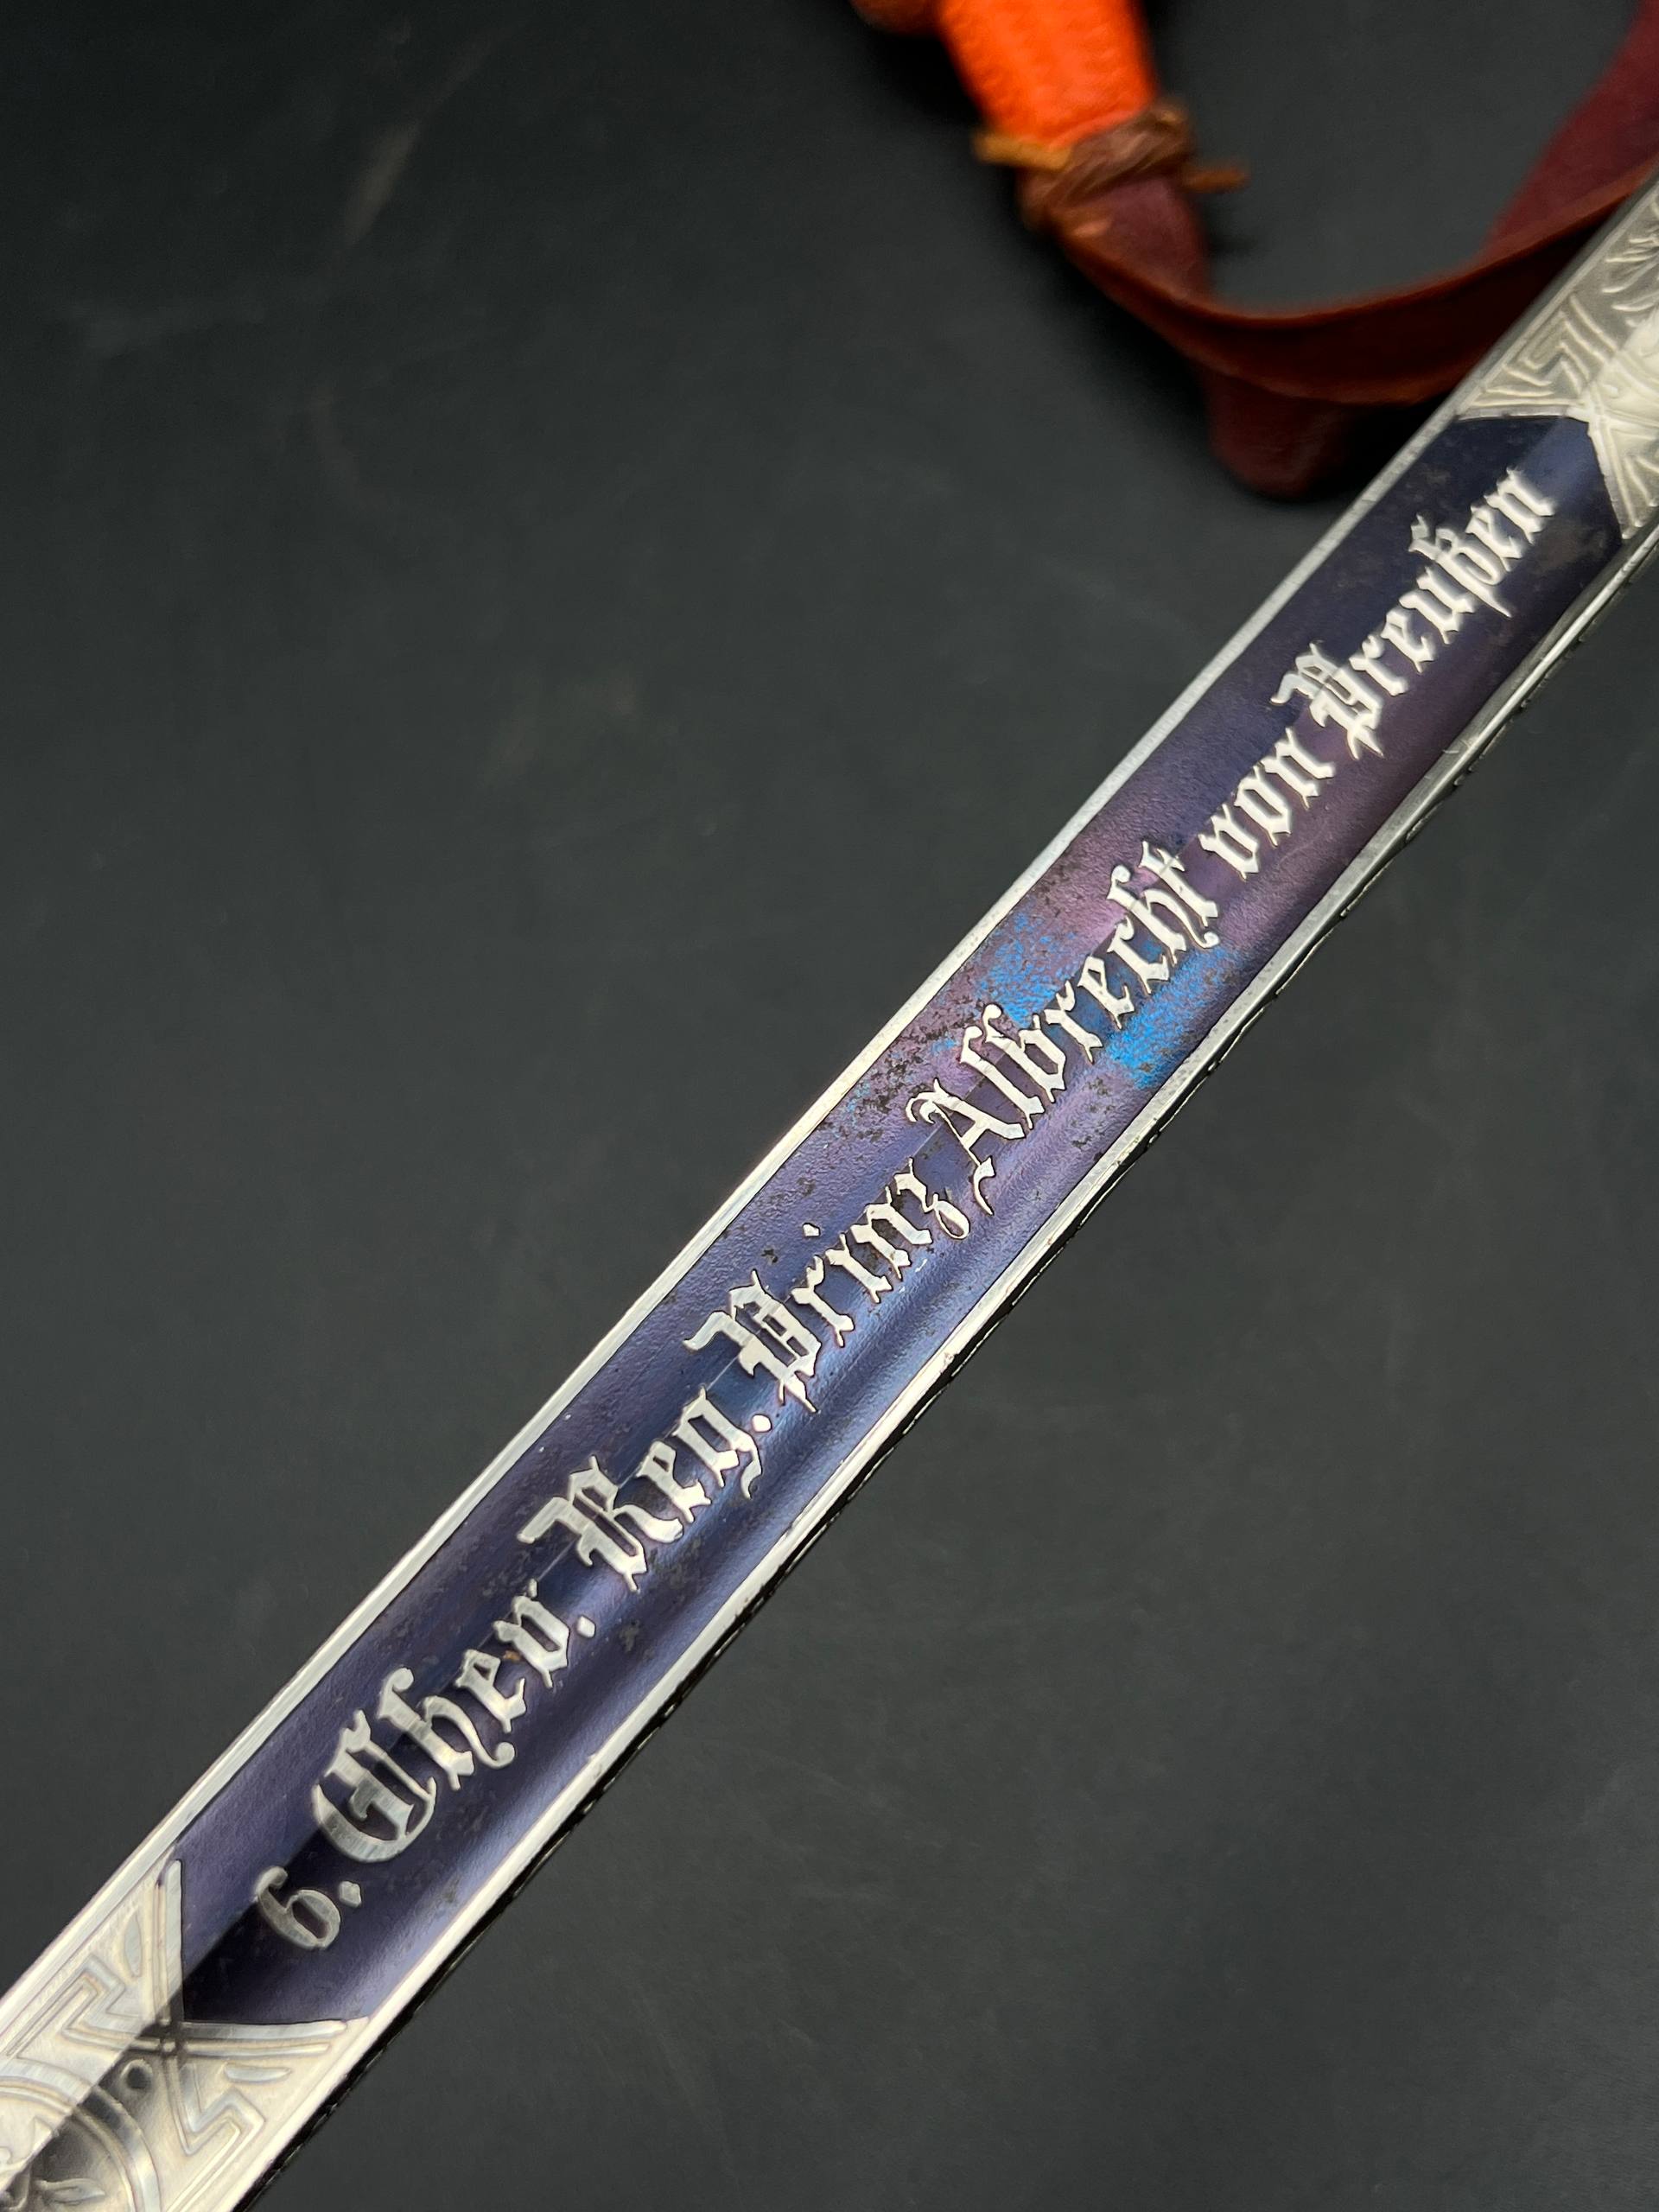 6. Chev. Reg. Prinz Albrecht von Preußen